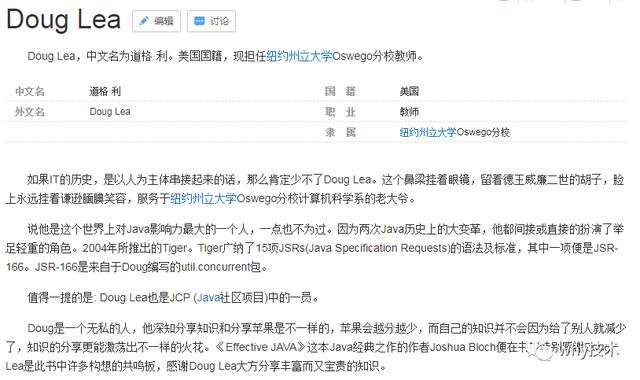 Doug Lea 编辑 讨论
Doug Lea，中文名为道格·利。美国国籍，现担任纽约州立大学Oswego分校教师。
中文名 道格·利 国 籍 美国
外文名 Doug Lea 职 业 教师
隶 属 纽约州立大学Oswego分校
如果IT的历史，是以人为主体串接起来的话，那么肯定少不了Doug Lea。这个鼻梁挂着眼镜，留着德王威廉二世的胡子，脸
上永远挂着谦逊腼腆笑容，服务于纽约州立大学Oswego分校计算机科学系的老大爷。
说他是这个世界上对Java影响力最大的一个人，一点也不为过。因为两次Java历史上的大变革，他都间接或直接的扮演了举
足轻重的角色。2004年所推出的Tiger。Tiger广纳了15项JSRs(Java Specification Requests)的语法及标准，其中一项便是JSR-
166。JSR-166是来自于Doug编写的util.concurrent包。
值得一提的是: Doug Lea也是JCP (Java社区项目)中的一员。
Doug是一个无私的人，他深知分享知识和分享苹果是不一样的，苹果会越分越少，而自己的知识并不会因为给了别人就减少
了，知识的分享更能激荡出不一样的火花。《Effective JAVA》这本Java经典之作的作者Joshua Bloch便在书
Lea是此书中许多构想的共鸣板，感谢Doug Lea大方分享丰富而又宝贵的知识。
why技术